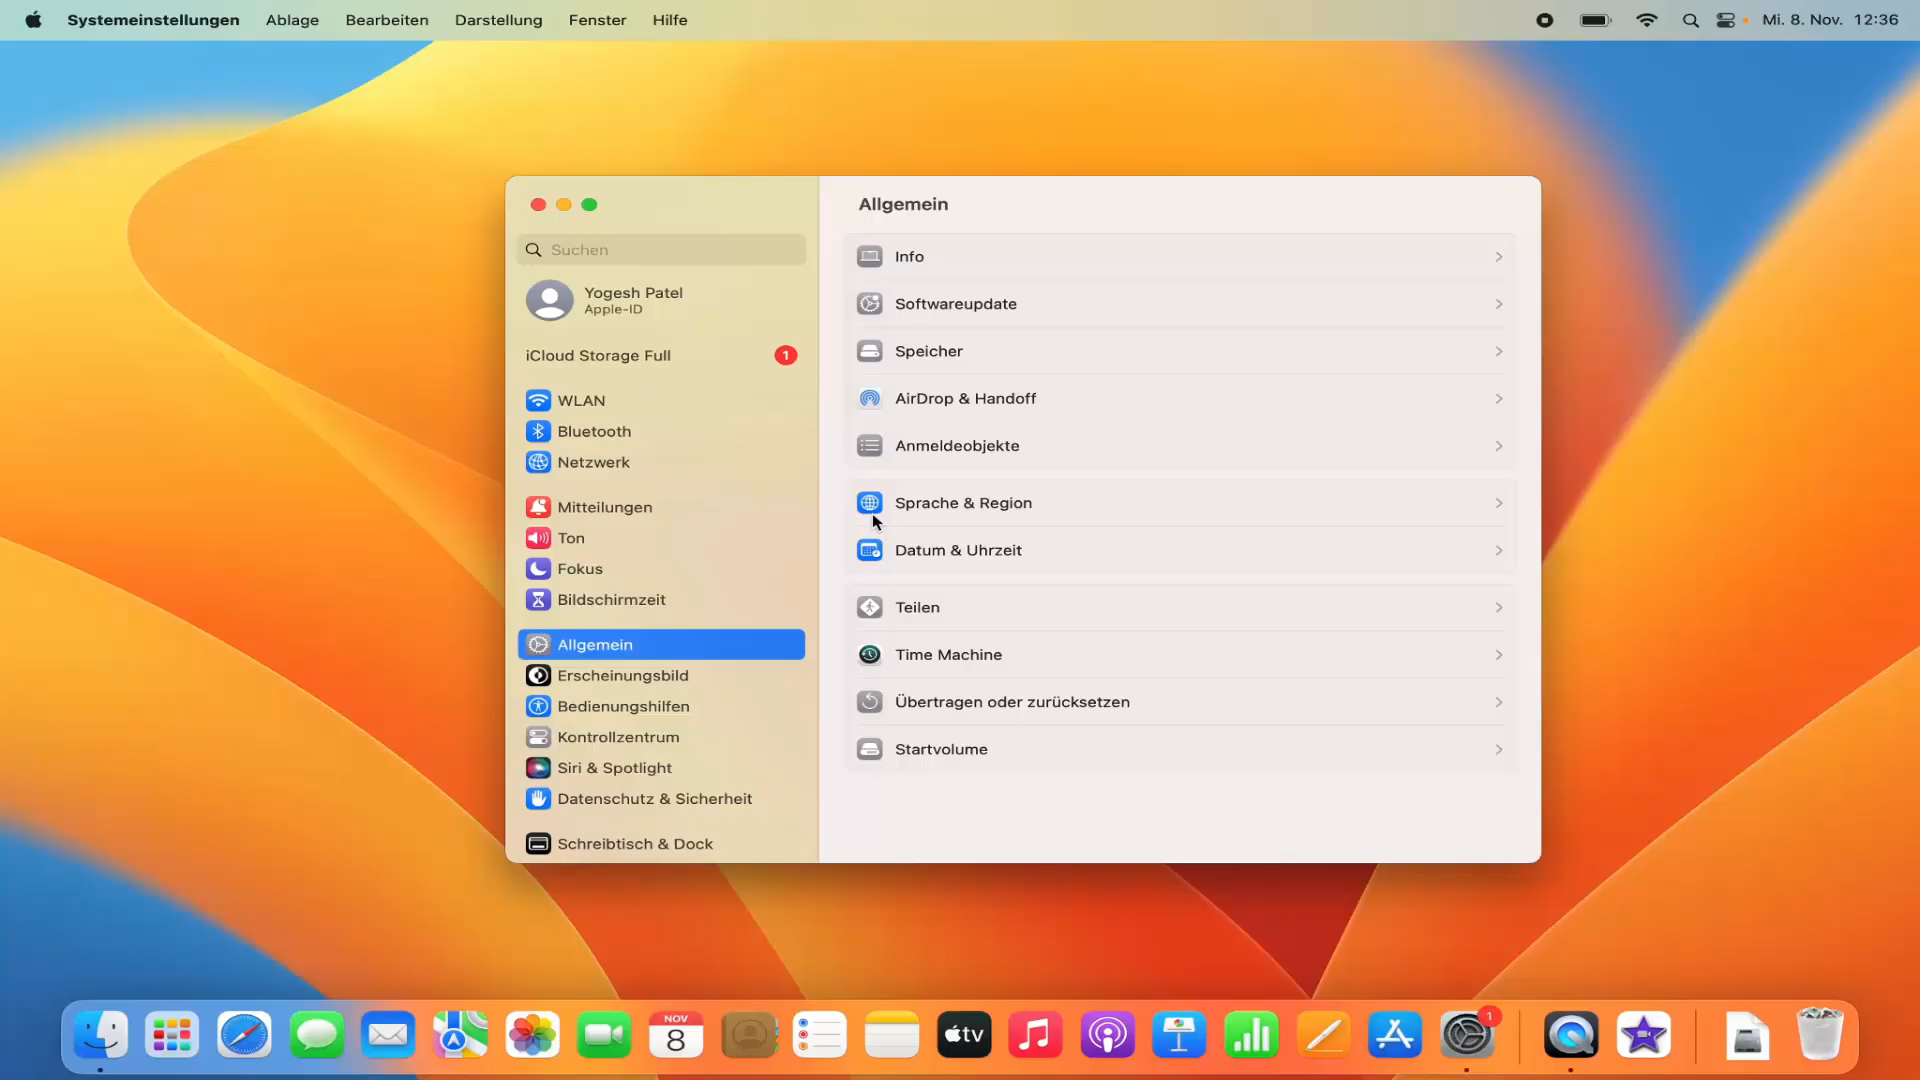 Systemeinstellungen Ablage Bearbeiten Darstellung Fenster Hilfe Mi. 8. Nov. 12:36
Allgemein
Suchen
Yogesh Patel
Apple-ID
iCloud Storage Full 1
WLAN
Bluetooth
Netzwerk
Mitteilungen
Ton
Fokus
Bildschirmzeit
Allgemein
Erscheinungsbild
Bedienungshilfen
Kontrollzentrum
Siri & Spotlight
Datenschutz & Sicherheit
Schreibtisch & Dock
Info
Softwareupdate
Speicher
AirDrop & Handoff
Anmeldeobjekte
Sprache & Region
Datum & Uhrzeit
Teilen
Time Machine
Übertragen oder zurücksetzen
Startvolume
NOV
8
tv
1